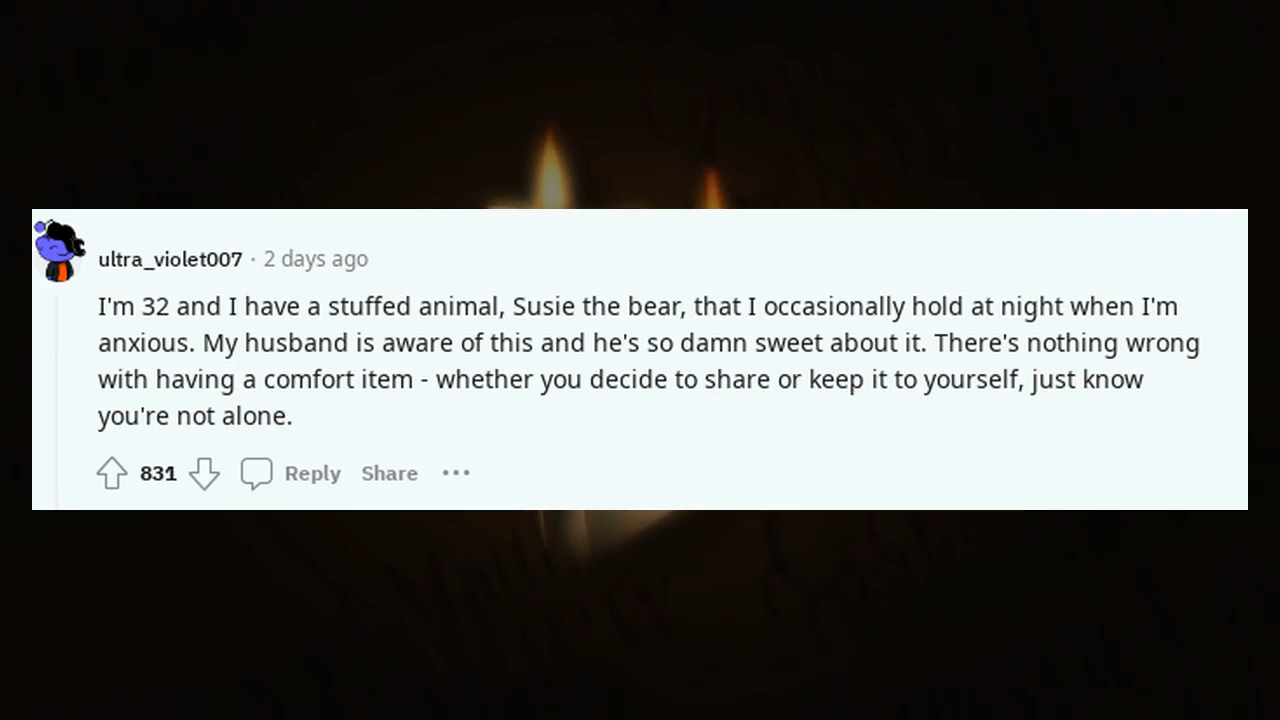 ultra_violet007 · 2 days ago
I'm 32 and I have a stuffed animal, Susie the bear, that I occasionally hold at night when I'm
anxious. My husband is aware of this and he's so damn sweet about it. There's nothing wrong
with having a comfort item - whether you decide to share or keep it to yourself, just know
you're not alone.
831 Reply Share ···